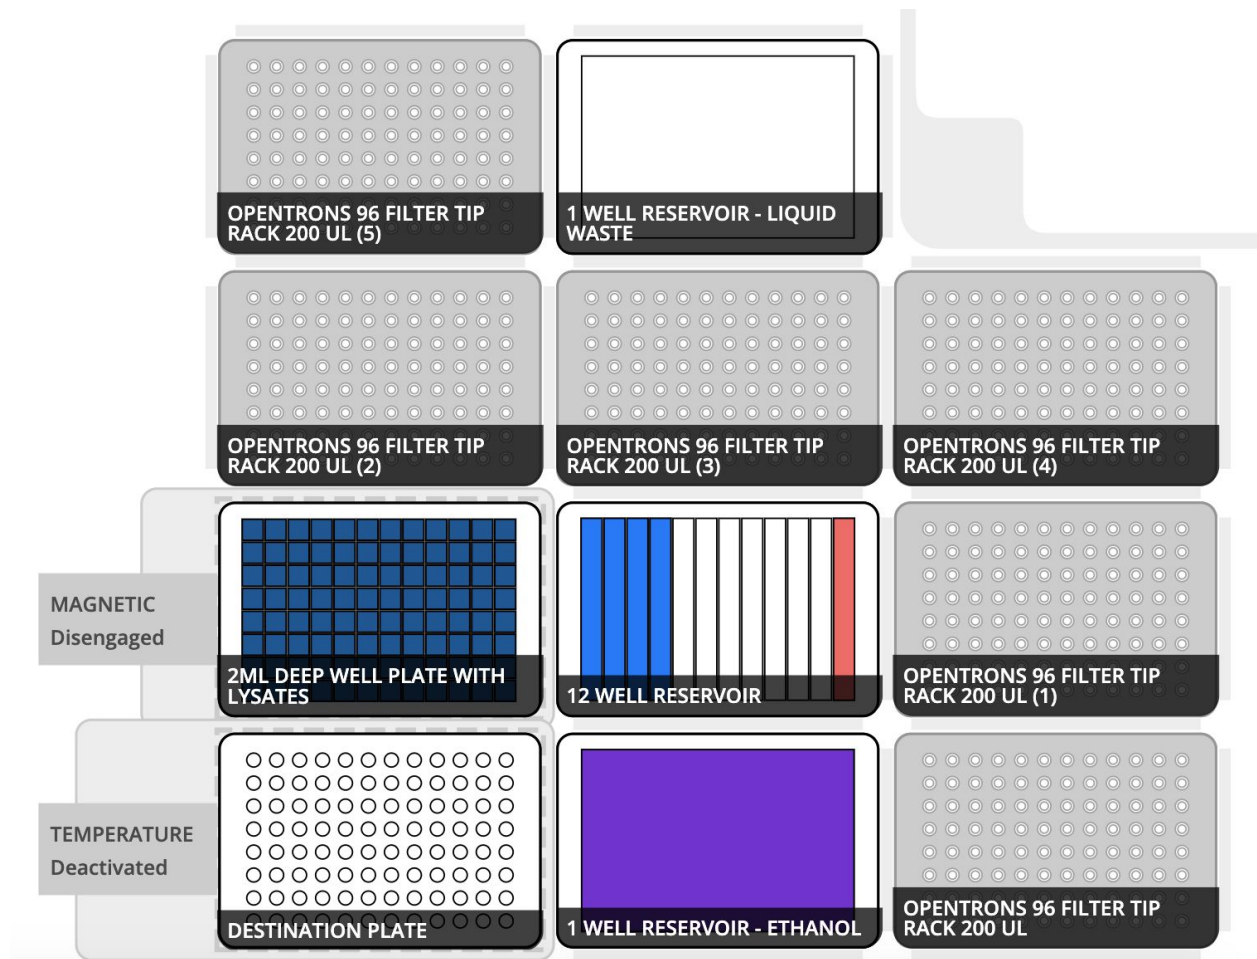 OPENTRONS 96 FILTER TIP
RACK 200 UL (5)
1 WELL RESERVOIR - LIQUID
WASTE
OPENTRONS 96 FILTER TIP
RACK 200 UL (2)
OPENTRONS 96 FILTER TIP
RACK 200 UL (3)
OPENTRONS 96 FILTER TIP
RACK 200 UL (4)
MAGNETIC
Disengaged
2ML DEEP WELL PLATE WITH
LYSATES
12 WELL RESERVOIR
OPENTRONS 96 FILTER TIP
RACK 200 UL (1)
TEMPERATURE
Deactivated
DESTINATION PLATE
1 WELL RESERVOIR - ETHANOL
OPENTRONS 96 FILTER TIP
RACK 200 UL